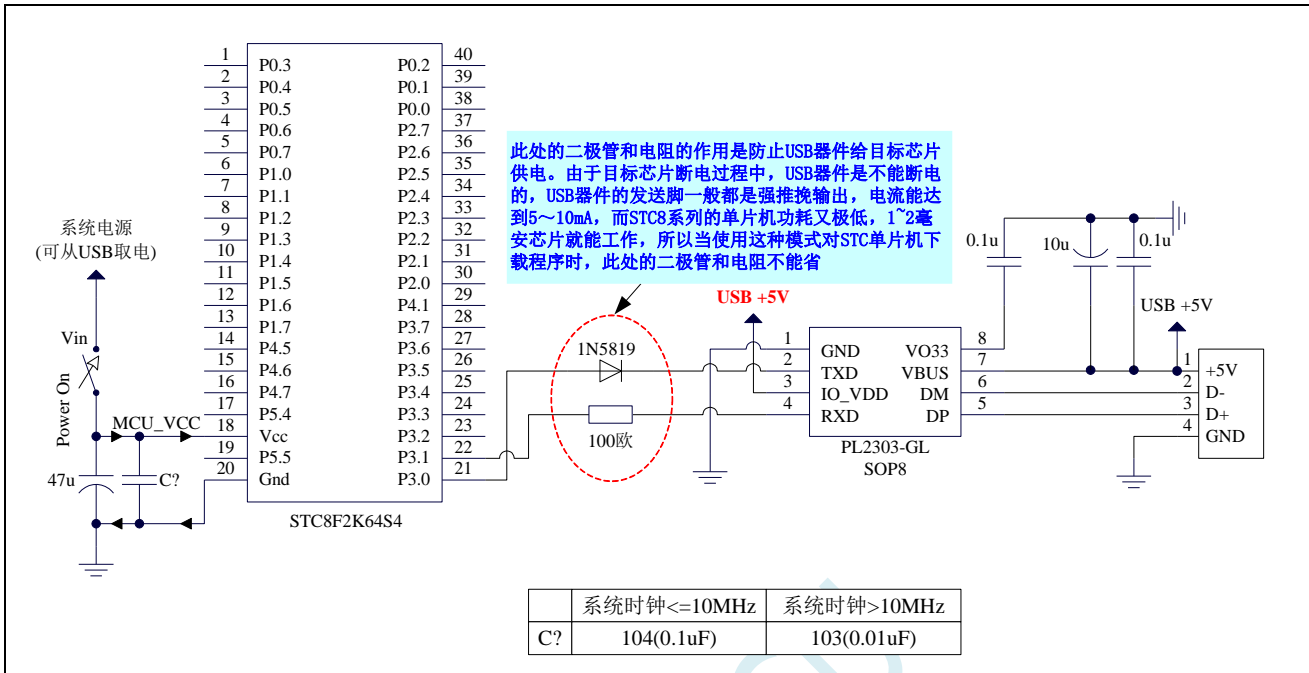 系统电源
(可从USB取电)
Vin
Power On
MCU_VCC
47u
C?
1
2
3
4
5
6
7
8
9
10
11
12
13
14
15
16
17
18
19
20
P0.3
P0.4
P0.5
P0.6
P0.7
P1.0
P1.1
P1.2
P1.3
P1.4
P1.5
P1.6
P1.7
P4.5
P4.6
P4.7
P5.4
Vcc
P5.5
Gnd
P0.2
P0.1
P0.0
P2.7
P2.6
P2.5
P2.4
P2.3
P2.2
P2.1
P2.0
P4.1
P3.7
P3.6
P3.5
P3.4
P3.3
P3.2
P3.1
P3.0
40
39
38
37
36
35
34
33
32
31
30
29
28
27
26
25
24
23
22
21
STC8F2K64S4
此处的二极管和电阻的作用是防止USB器件给目标芯片
供电。由于目标芯片断电过程中，USB器件是不能断电
的，USB器件的发送脚一般都是强推挽输出，电流能达
到5～10mA，而STC8系列的单片机功耗又极低，1~2毫
安芯片就能工作，所以当使用这种模式对STC单片机下
载程序时，此处的二极管和电阻不能省
1N5819
100欧
USB +5V
1
2
3
4
GND
TXD
IO_VDD
RXD
VO33
VBUS
DM
DP
8
7
6
5
PL2303-GL
SOP8
0.1u
10u
0.1u
USB +5V
1
2
3
4
+5V
D-
D+
GND
系统时钟<=10MHz 系统时钟>10MHz
C? 104(0.1uF) 103(0.01uF)